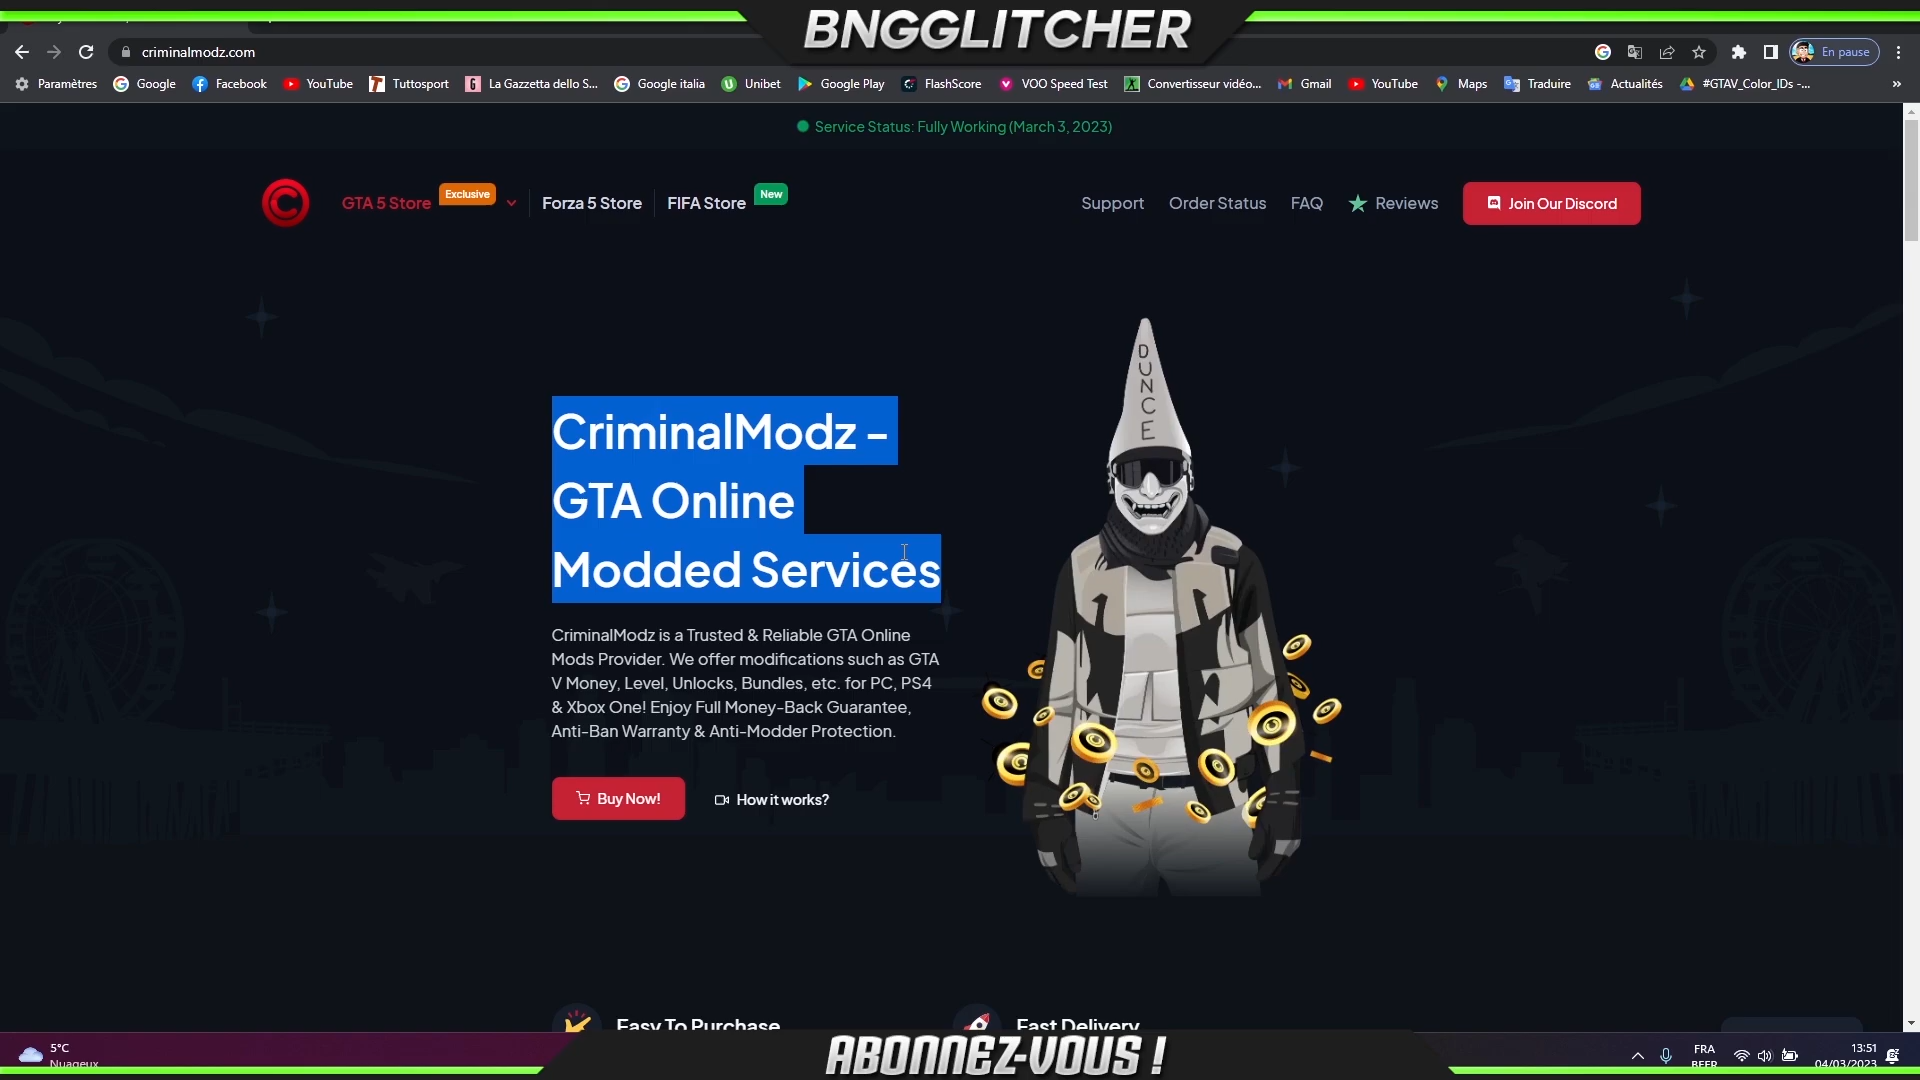 BNGGLITCHER
criminalmodz.com
En pause
Paramètres Google Facebook YouTube Tuttosport La Gazzetta dello S... Google italia Unibet Google Play FlashScore VOO Speed Test Convertisseur vidéo... Gmail YouTube Maps Traduire Actualités #GTAV_Color_IDs -... »
Service Status: Fully Working (March 3, 2023)
GTA 5 Store Exclusive Forza 5 Store FIFA Store New Support Order Status FAQ Reviews Join Our Discord
DUNCE
CriminalModz -
GTA Online
Modded Services
CriminalModz is a Trusted & Reliable GTA Online
Mods Provider. We offer modifications such as GTA
V Money, Level, Unlocks, Bundles, etc. for PC, PS4
& Xbox One! Enjoy Full Money-Back Guarantee,
Anti-Ban Warranty & Anti-Modder Protection.
Buy Now! How it works?
Easy To Purchase Fast Delivery
5°C
Nuageux
ABONNEZ-VOUS !
FRA
BEFR
13:51
04/03/2023